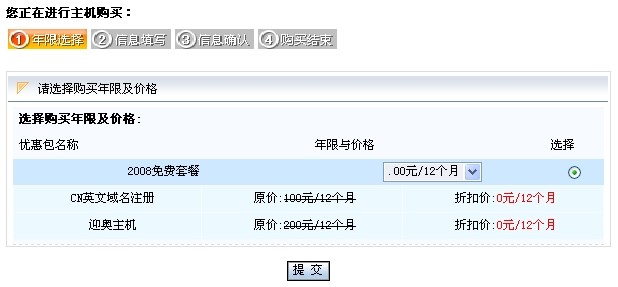 您正在进行主机购买：
1 年限选择 2 信息填写 3 信息确认 4 购买结束
请选择购买年限及价格
选择购买年限及价格:
优惠包名称 年限与价格 选择
2008免费套餐 .00元/12个月
CN英文域名注册 原价:100元/12个月 折扣价:0元/12个月
迎奥主机 原价:200元/12个月 折扣价:0元/12个月
提 交